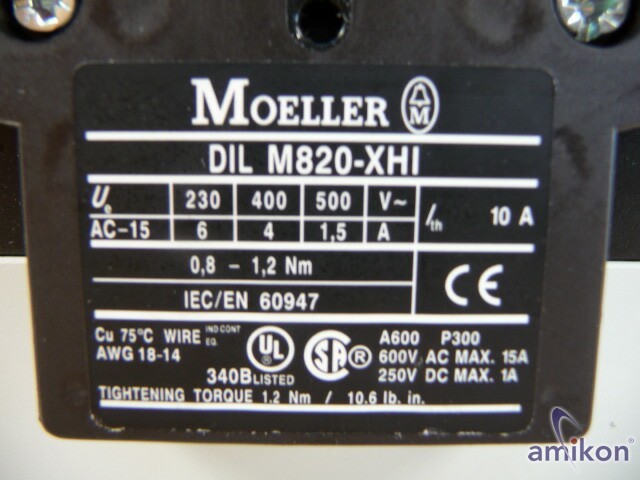 MOELLER M
DIL M820-XHI
Ue 230 400 500 V~ Ith 10 A
AC-15 6 4 1,5 A
0,8 - 1,2 Nm
IEC/EN 60947 CE
Cu 75°C WIRE IND CONT EQ. UL SA ® A600 P300
AWG 18-14 600V AC MAX. 15A
340B LISTED 250V DC MAX. 1A
TIGHTENING TORQUE 1.2 Nm / 10.6 lb. in.
amikon®